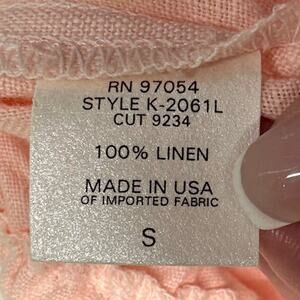 RN 97054
STYLE K-2061L
CUT 9234
100% LINEN
MADE IN USA
OF IMPORTED FABRIC
S